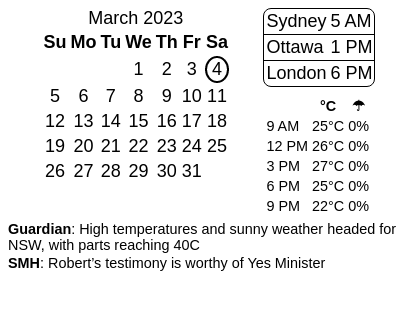 March 2023
Su Mo Tu We Th Fr Sa
1 2 3 4
5 6 7 8 9 10 11
12 13 14 15 16 17 18
19 20 21 22 23 24 25
26 27 28 29 30 31
Sydney 5 AM
Ottawa 1 PM
London 6 PM
°C ☂
9 AM 25°C 0%
12 PM 26°C 0%
3 PM 27°C 0%
6 PM 25°C 0%
9 PM 22°C 0%
Guardian: High temperatures and sunny weather headed for
NSW, with parts reaching 40C
SMH: Robert’s testimony is worthy of Yes Minister